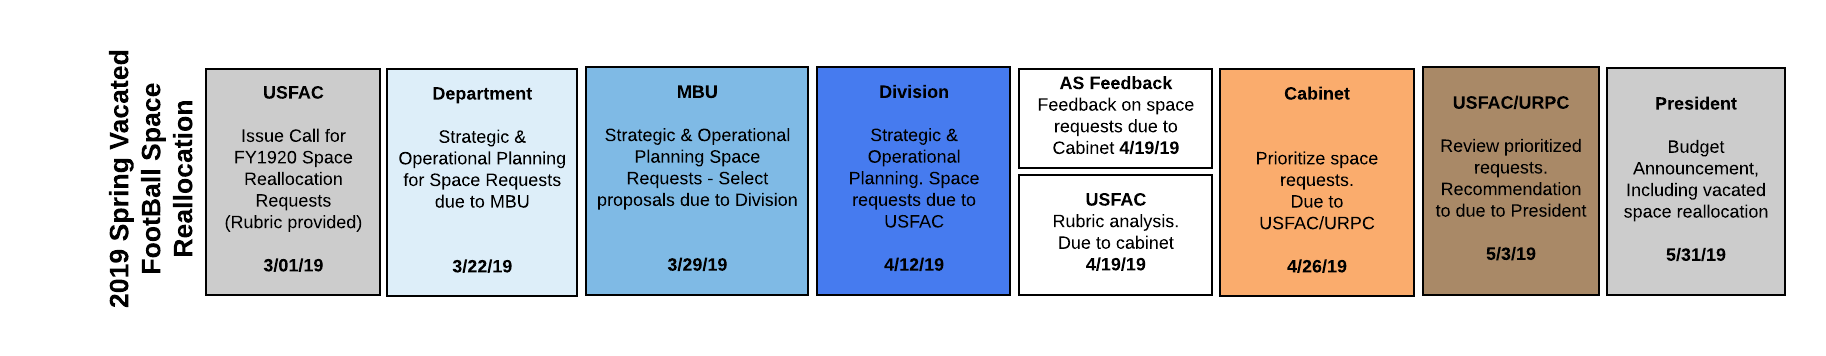 2019 Spring Vacated
FootBall Space
Reallocation
USFAC
Issue Call for
FY1920 Space
Reallocation
Requests
(Rubric provided)
3/01/19
Department
Strategic &
Operational Planning
for Space Requests
due to MBU
3/22/19
MBU
Strategic & Operational
Planning Space
Requests - Select
proposals due to Division
3/29/19
Division
Strategic &
Operational
Planning. Space
requests due to
USFAC
4/12/19
AS Feedback
Feedback on space
requests due to
Cabinet 4/19/19
USFAC
Rubric analysis.
Due to cabinet
4/19/19
Cabinet
Prioritize space
requests.
Due to
USFAC/URPC
4/26/19
USFAC/URPC
Review prioritized
requests.
Recommendation
to due to President
5/3/19
President
Budget
Announcement,
Including vacated
space reallocation
5/31/19